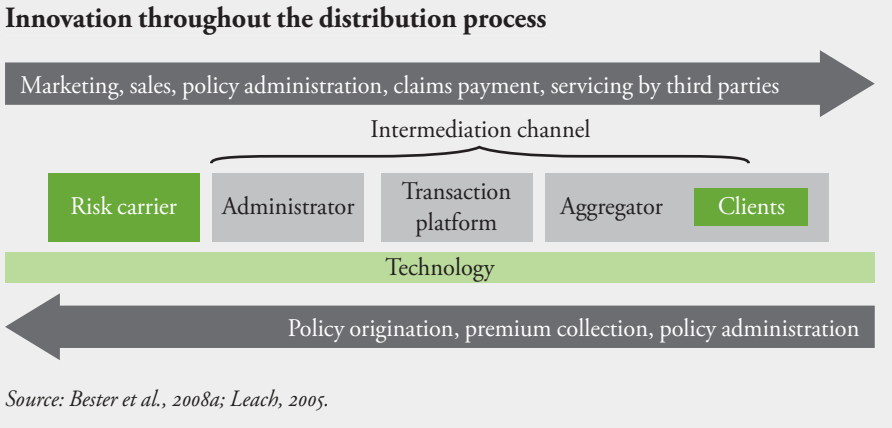 Innovation throughout the distribution process
Marketing, sales, policy administration, claims payment, servicing by third parties
Intermediation channel
Risk carrier
Administrator
Transaction
platform
Aggregator
Clients
Technology
Policy origination, premium collection, policy administration
Source: Bester et al., 2008a; Leach, 2005.